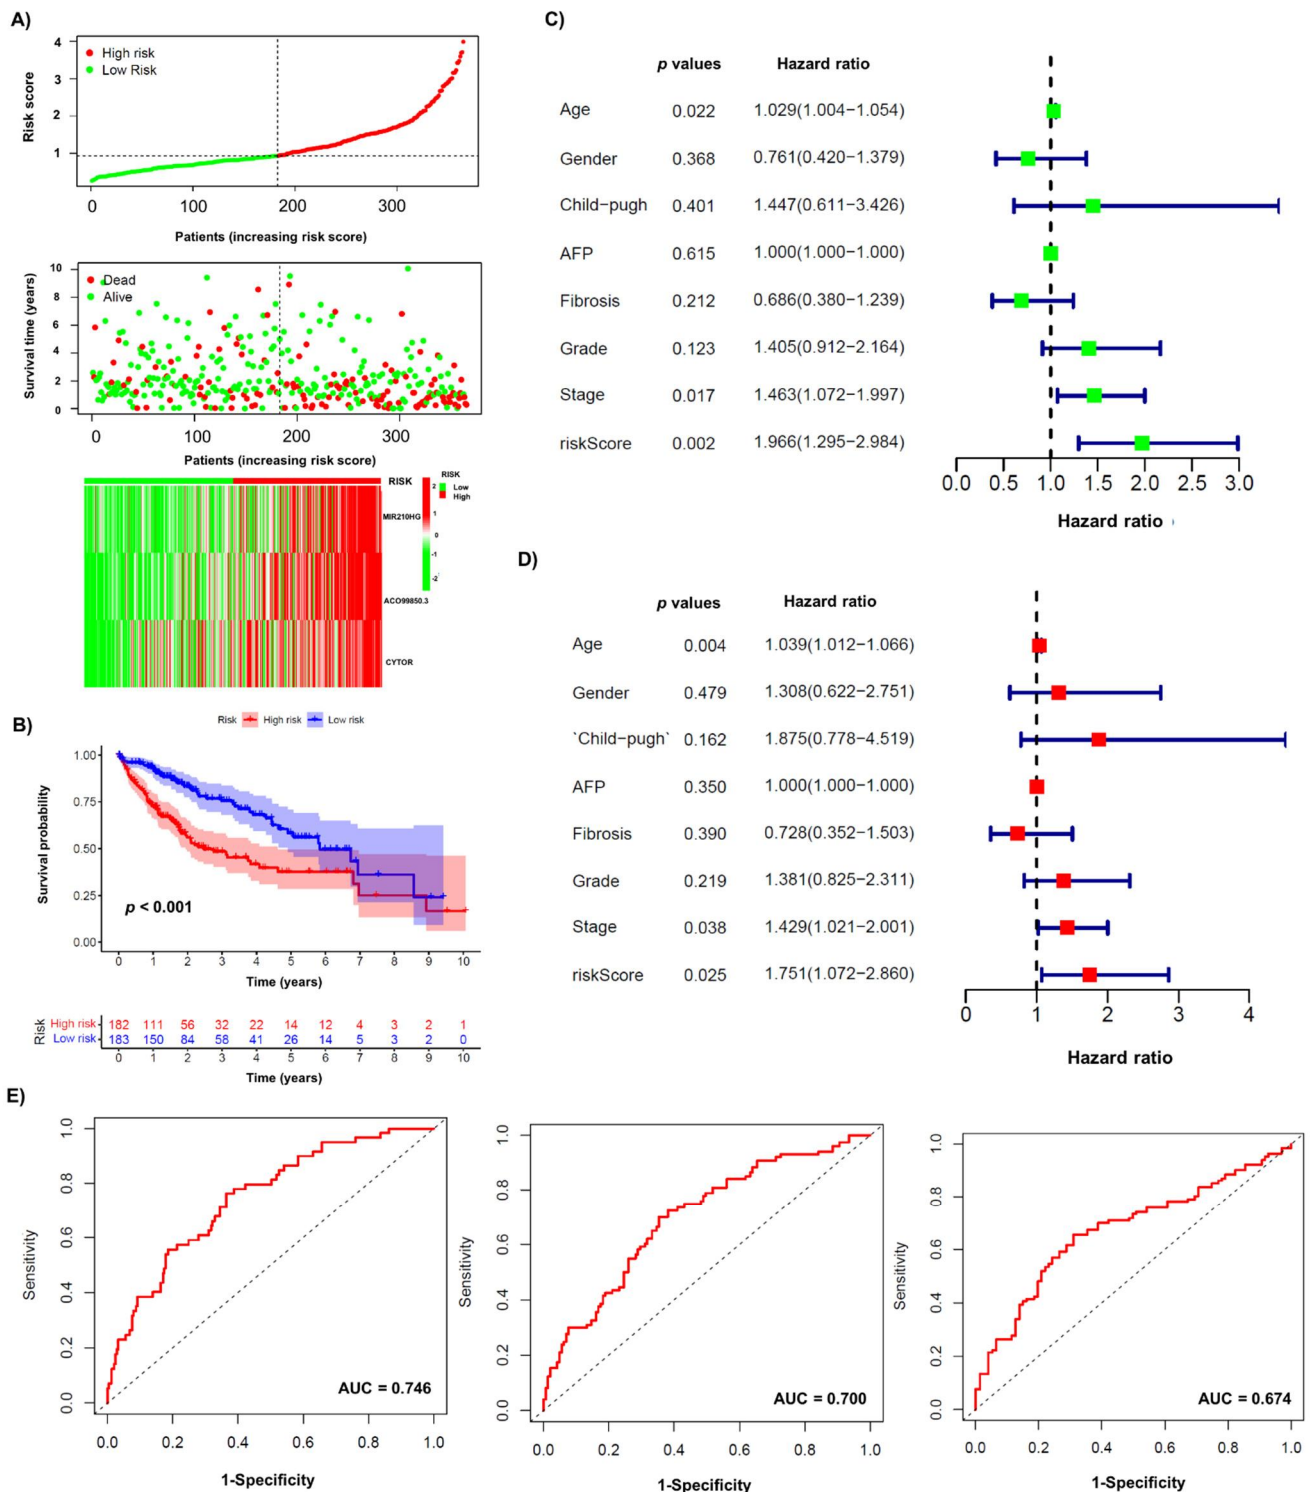 A)
High risk
Low Risk
Risk score
4
3
2
1
0 100 200 300
Patients (increasing risk score)
Dead
Alive
Survival time (years)
10
8
6
4
2
0
0 100 200 300
Patients (increasing risk score)
RISK
MIR210HG
ACO99850.3
CYTOR
2
1
0
-1
-2
RISK
Low
High
B)
Risk High risk Low risk
Survival probability
1.00
0.75
0.50
0.25
0.00
p < 0.001
0 1 2 3 4 5 6 7 8 9 10
Time (years)
Risk
High risk 182 111 56 32 22 14 12 4 3 2 1
Low risk 183 150 84 58 41 26 14 5 3 2 0
0 1 2 3 4 5 6 7 8 9 10
Time (years)
C)
p values Hazard ratio
Age 0.022 1.029(1.004−1.054)
Gender 0.368 0.761(0.420−1.379)
Child−pugh 0.401 1.447(0.611−3.426)
AFP 0.615 1.000(1.000−1.000)
Fibrosis 0.212 0.686(0.380−1.239)
Grade 0.123 1.405(0.912−2.164)
Stage 0.017 1.463(1.072−1.997)
riskScore 0.002 1.966(1.295−2.984)
0.0 0.5 1.0 1.5 2.0 2.5 3.0
Hazard ratio
D)
p values Hazard ratio
Age 0.004 1.039(1.012−1.066)
Gender 0.479 1.308(0.622−2.751)
`Child−pugh` 0.162 1.875(0.778−4.519)
AFP 0.350 1.000(1.000−1.000)
Fibrosis 0.390 0.728(0.352−1.503)
Grade 0.219 1.381(0.825−2.311)
Stage 0.038 1.429(1.021−2.001)
riskScore 0.025 1.751(1.072−2.860)
0 1 2 3 4
Hazard ratio
E)
Sensitivity
1.0
0.8
0.6
0.4
0.2
0.0
AUC = 0.746
0.0 0.2 0.4 0.6 0.8 1.0
1-Specificity
Sensitivity
1.0
0.8
0.6
0.4
0.2
0.0
AUC = 0.700
0.0 0.2 0.4 0.6 0.8 1.0
1-Specificity
Sensitivity
1.0
0.8
0.6
0.4
0.2
0.0
AUC = 0.674
0.0 0.2 0.4 0.6 0.8 1.0
1-Specificity